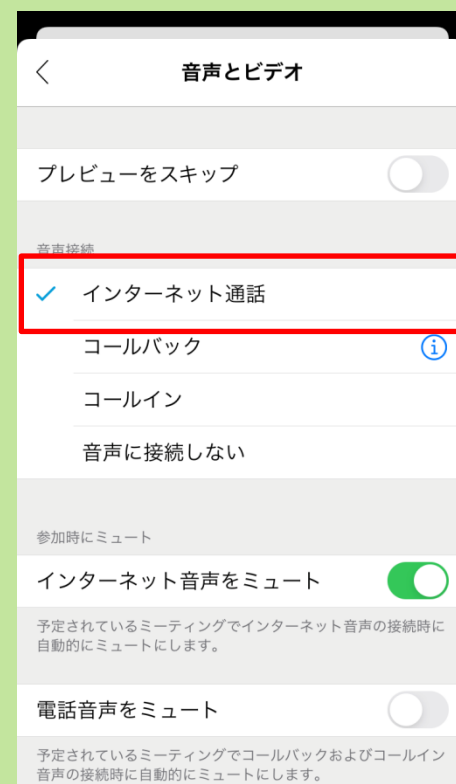 音声とビデオ
プレビューをスキップ
音声接続
インターネット通話
コールバック
コールイン
音声に接続しない
参加時にミュート
インターネット音声をミュート
予定されているミーティングでインターネット音声の接続時に
自動的にミュートにします。
電話音声をミュート
予定されているミーティングでコールバックおよびコールイン
音声の接続時に自動的にミュートにします。